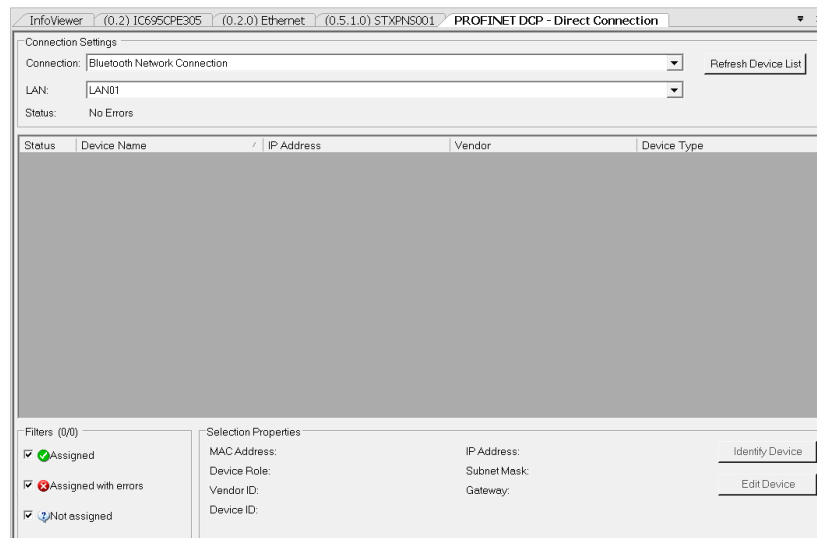 InfoViewer (0.2) IC695CPE305 (0.2.0) Ethernet (0.5.1.0) STXPNS001 PROFINET DCP - Direct Connection
Connection Settings
Connection: Bluetooth Network Connection Refresh Device List
LAN: LAN01
Status: No Errors
Status Device Name IP Address Vendor Device Type
Filters (0/0) Selection Properties
Assigned MAC Address: IP Address: Identify Device
Device Role: Subnet Mask:
Assigned with errors Vendor ID: Gateway: Edit Device
Not assigned Device ID: